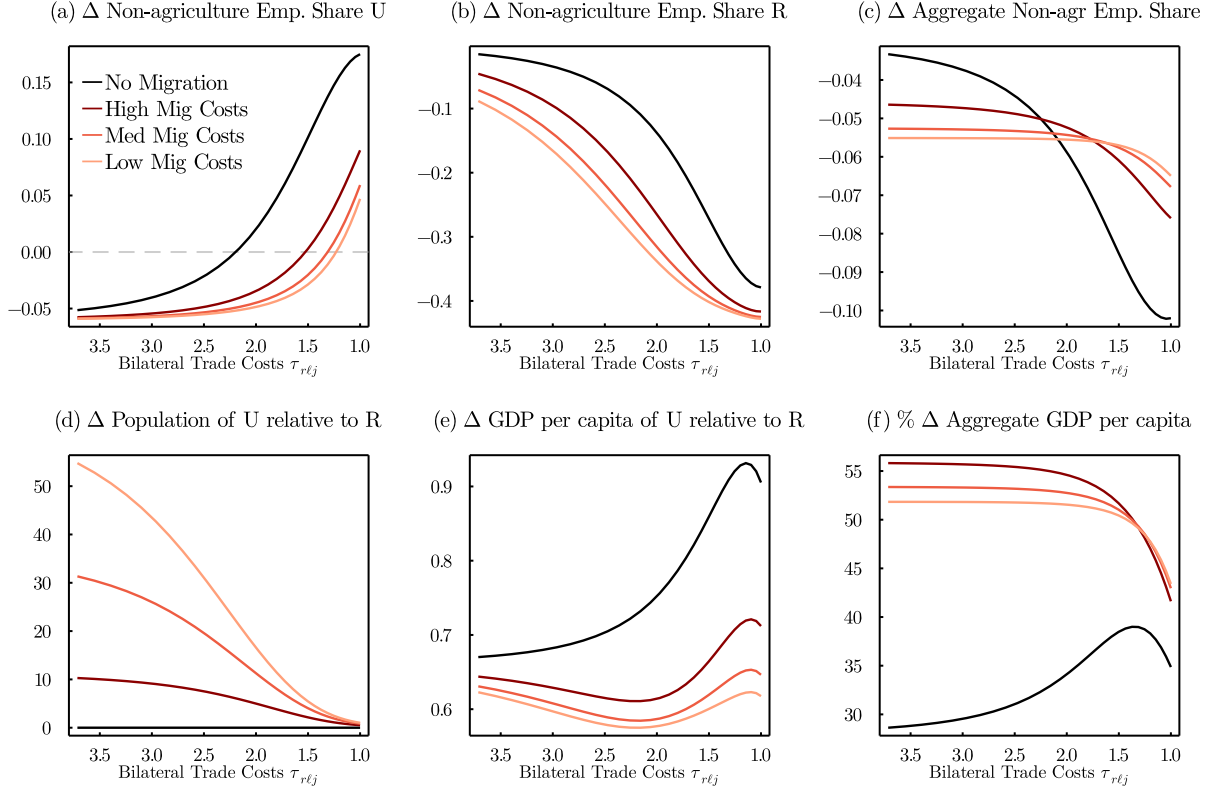 (a) Δ Non-agriculture Emp. Share U
(b) Δ Non-agriculture Emp. Share R
(c) Δ Aggregate Non-agr Emp. Share
0.15
0.10
0.05
0.00
−0.05
No Migration
High Mig Costs
Med Mig Costs
Low Mig Costs
3.5 3.0 2.5 2.0 1.5 1.0
Bilateral Trade Costs τrℓj
−0.1
−0.2
−0.3
−0.4
3.5 3.0 2.5 2.0 1.5 1.0
Bilateral Trade Costs τrℓj
−0.04
−0.05
−0.06
−0.07
−0.08
−0.09
−0.10
3.5 3.0 2.5 2.0 1.5 1.0
Bilateral Trade Costs τrℓj
(d) Δ Population of U relative to R
(e) Δ GDP per capita of U relative to R
(f) % Δ Aggregate GDP per capita
50
40
30
20
10
0
3.5 3.0 2.5 2.0 1.5 1.0
Bilateral Trade Costs τrℓj
0.9
0.8
0.7
0.6
3.5 3.0 2.5 2.0 1.5 1.0
Bilateral Trade Costs τrℓj
55
50
45
40
35
30
3.5 3.0 2.5 2.0 1.5 1.0
Bilateral Trade Costs τrℓj